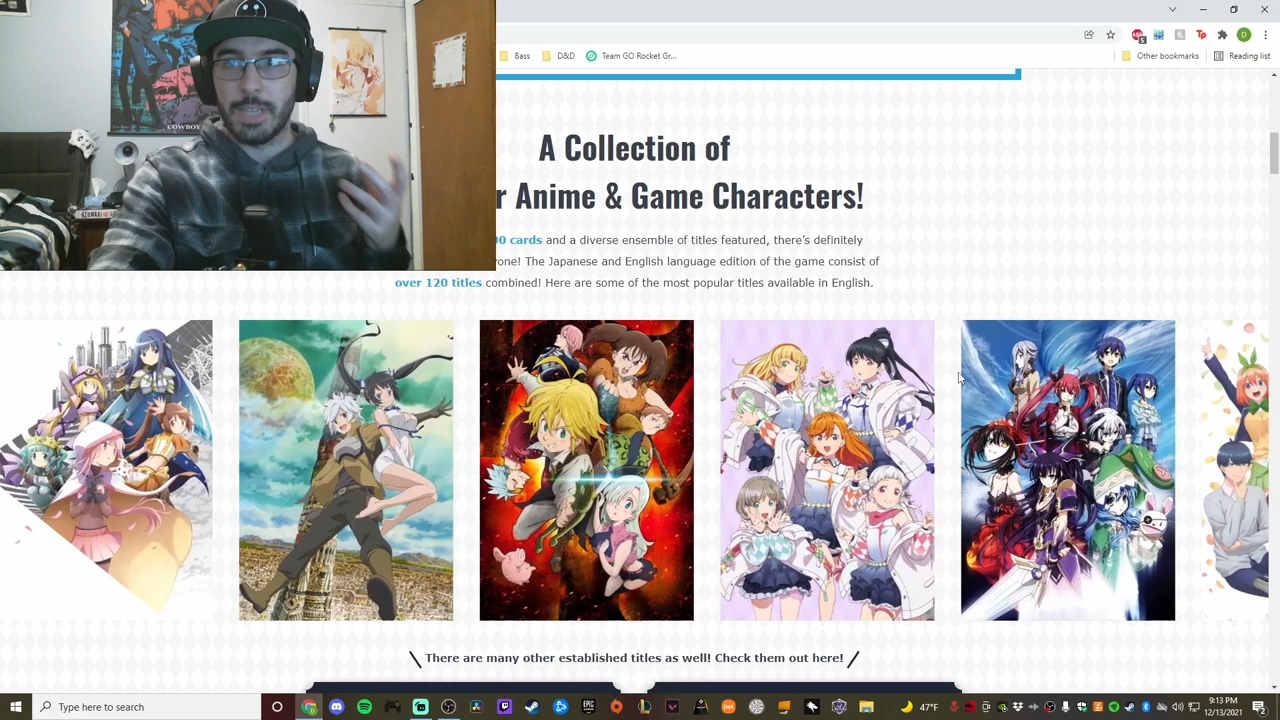 COWBOY
Bass
D&D
Team GO Rocket Gr...
Other bookmarks
Reading list
A Collection of
r Anime & Game Characters!
00 cards and a diverse ensemble of titles featured, there's definitely
one! The Japanese and English language edition of the game consist of
over 120 titles combined! Here are some of the most popular titles available in English.
There are many other established titles as well! Check them out here!
Type here to search
47°F
9:13 PM
12/13/2021